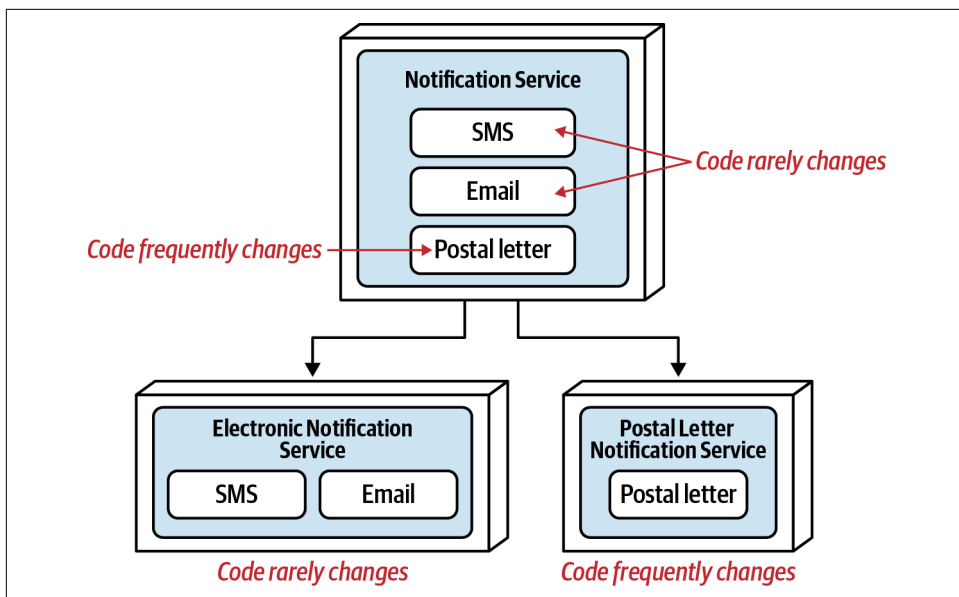 Notification Service
SMS
Code rarely changes
Email
Code frequently changes
Postal letter
Electronic Notification
Service
SMS
Email
Postal Letter
Notification Service
Postal letter
Code rarely changes
Code frequently changes